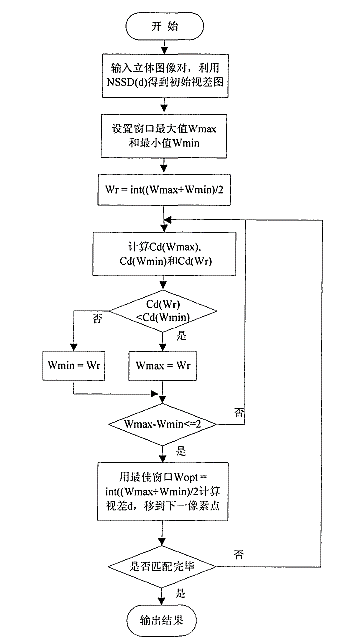 开 始
输入立体图像对，利用
NSSD(d)得到初始视差图
设置窗口最大值Wmax
和最小值Wmin
Wr = int((Wmax+Wmin)/2
计算Cd(Wmax),
Cd(Wmin)和Cd(Wr)
Cd(Wr)
<Cd(Wmin)
否
是
Wmin = Wr
Wmax = Wr
Wmax-Wmin<=2
否
是
用最佳窗口Wopt =
int((Wmax+Wmin)/2计算
视差d，移到下一像素点
是否匹配完毕
否
是
输出结果